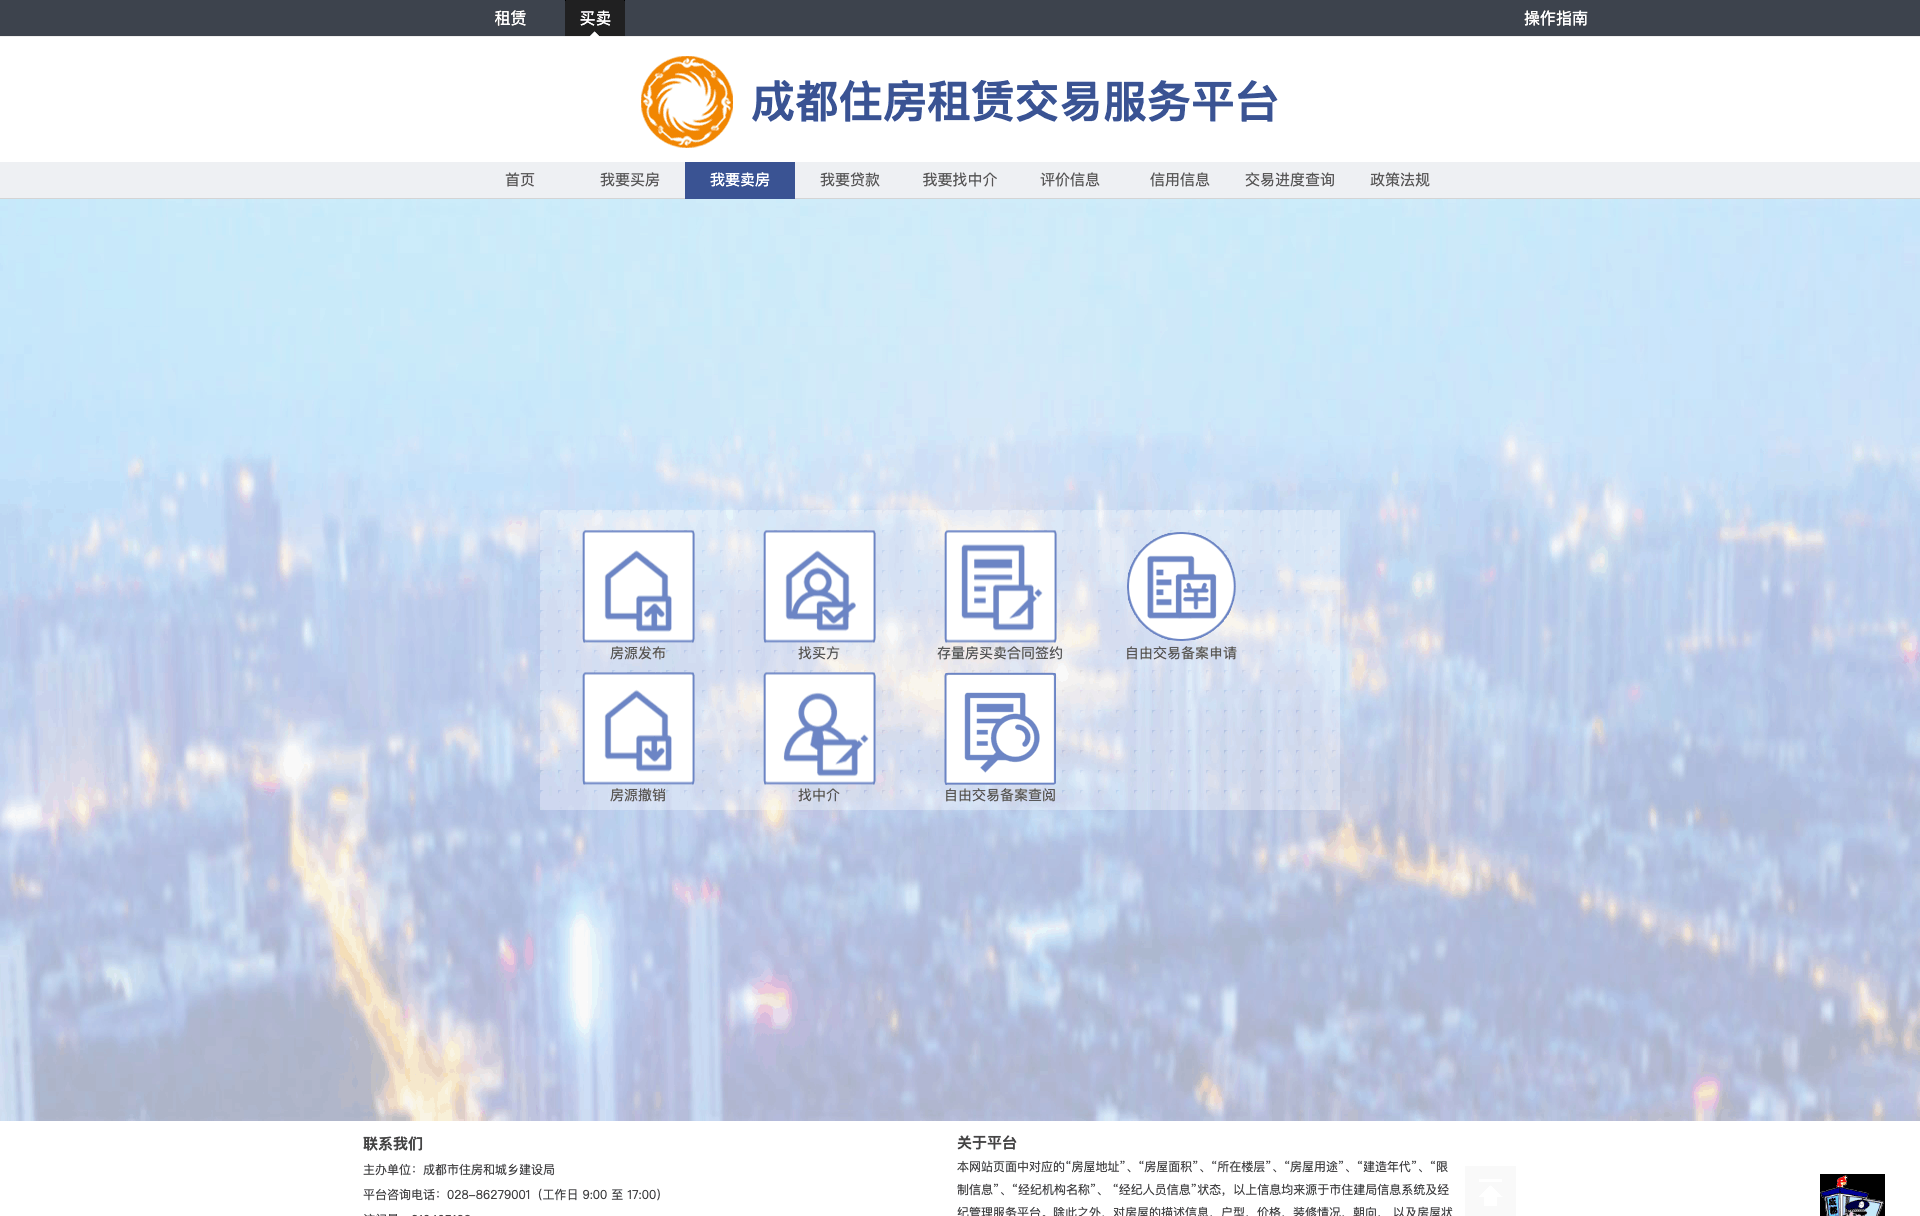 租赁
买卖
操作指南
成都住房租赁交易服务平台
首页
我要买房
我要卖房
我要贷款
我要找中介
评价信息
信用信息
交易进度查询
政策法规
房源发布
找买方
存量房买卖合同签约
自由交易备案申请
房源撤销
找中介
自由交易备案查阅
联系我们
主办单位：成都市住房和城乡建设局
平台咨询电话：028-86279001（工作日 9:00 至 17:00）
关于平台
本网站页面中对应的“房屋地址”、“房屋面积”、“所在楼层”、“房屋用途”、“建造年代”、“限
制信息”、“经纪机构名称”、 “经纪人员信息”状态，以上信息均来源于市住建局信息系统及经
纪管理服务平台。除此之外，对房屋的描述信息、户型、价格、装修情况、朝向、 以及房屋状